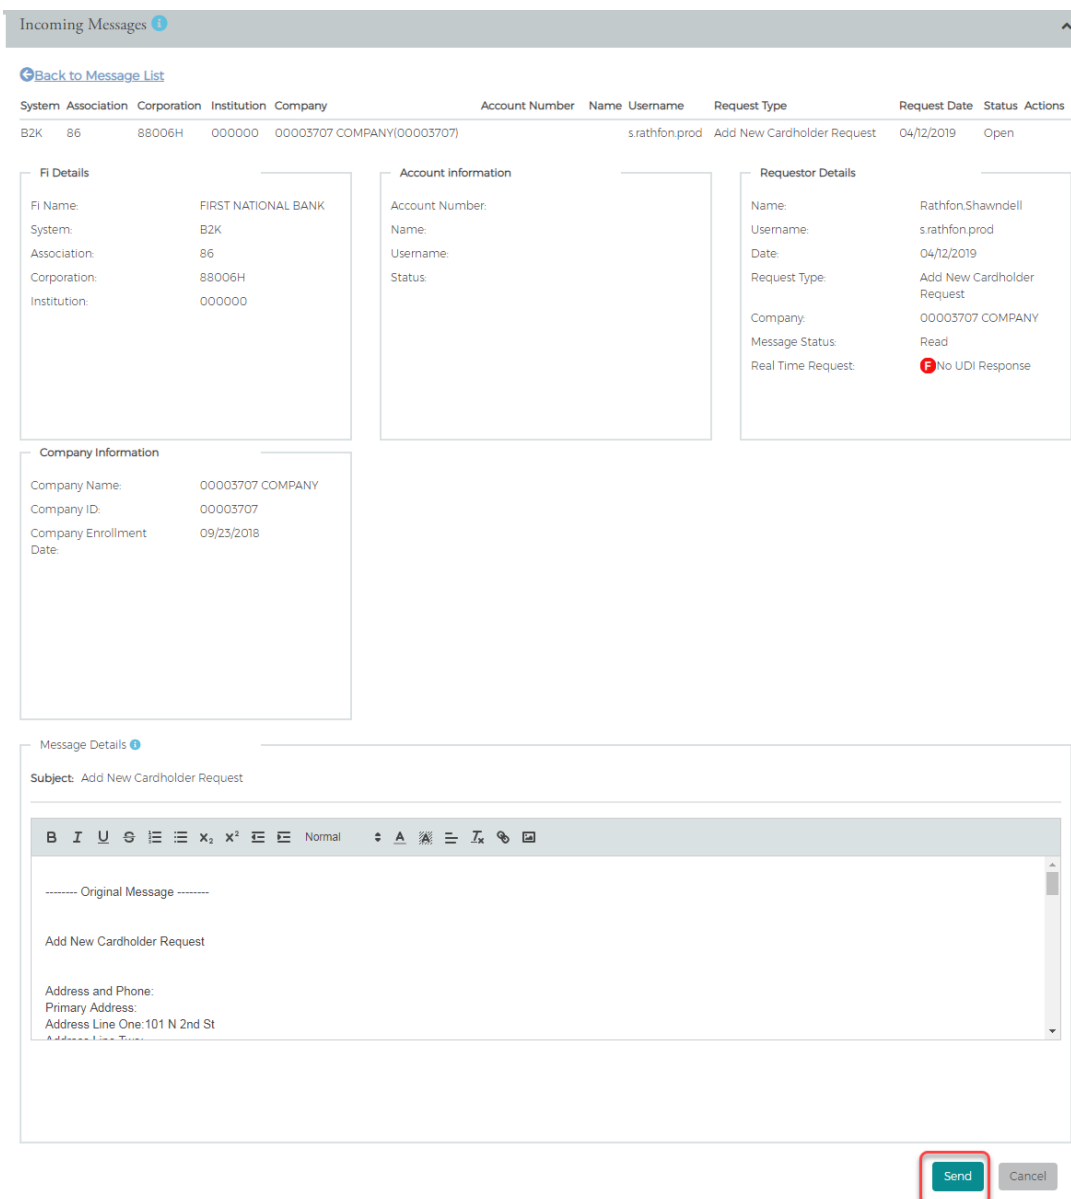 Incoming Messages
Back to Message List
System Association Corporation Institution Company Account Number Name Username Request Type Request Date Status Actions
B2K 86 88006H 000000 00003707 COMPANY(00003707) s.rathfon.prod Add New Cardholder Request 04/12/2019 Open
Fi Details
Fi Name: FIRST NATIONAL BANK
System: B2K
Association: 86
Corporation: 88006H
Institution: 000000
Account information
Account Number:
Name:
Username:
Status:
Requestor Details
Name: Rathfon,Shawndell
Username: s.rathfon.prod
Date: 04/12/2019
Request Type: Add New Cardholder
Request
Company: 00003707 COMPANY
Message Status: Read
Real Time Request: F No UDI Response
Company Information
Company Name: 00003707 COMPANY
Company ID: 00003707
Company Enrollment 09/23/2018
Date:
Message Details
Subject: Add New Cardholder Request
Normal
-------- Original Message --------
Add New Cardholder Request
Address and Phone:
Primary Address:
Address Line One:101 N 2nd St
Address Line Two:
Send Cancel